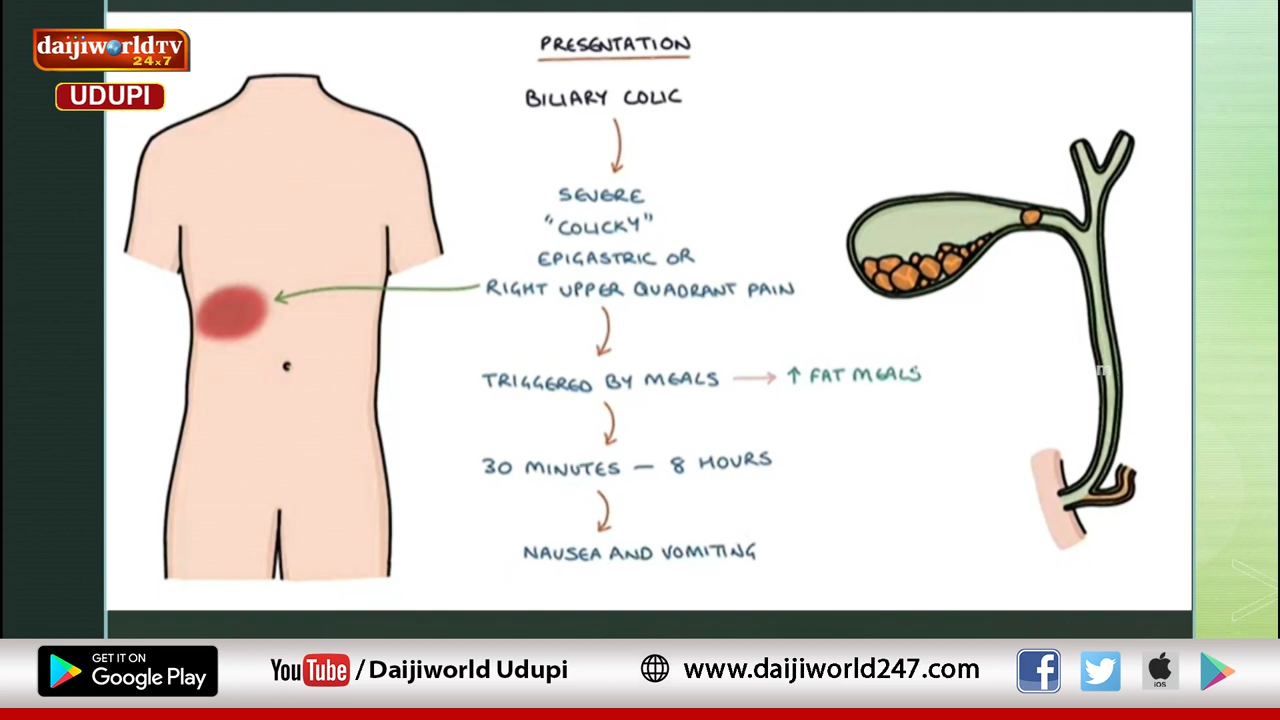 daijiworldTV
24x7
UDUPI
PRESENTATION
BILIARY COLIC
SEVERE
"COLICKY"
EPIGASTRIC OR
RIGHT UPPER QUADRANT PAIN
TRIGGERED BY MEALS → ↑ FAT MEALS
30 MINUTES – 8 HOURS
NAUSEA AND VOMITING
GET IT ON
Google Play
YouTube / Daijiworld Udupi
www.daijiworld247.com
iOS